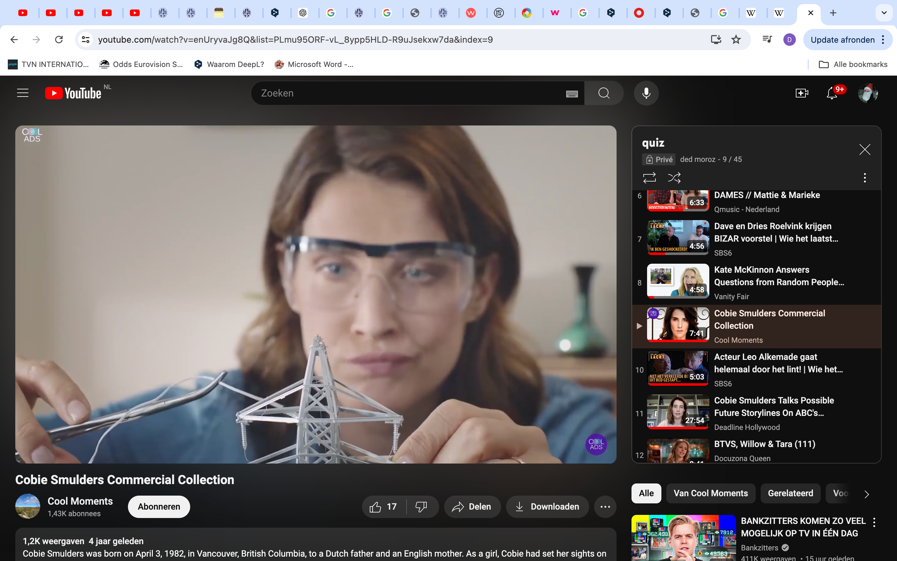 youtube.com/watch?v=enUryvaJg8Q&list=PLmu95ORF-vL_8ypp5HLD-R9uJsekxw7da&index=9
Update afronden
TVN INTERNATIO...
Odds Eurovision S...
Waarom DeepL?
Microsoft Word -...
All bookmarks
YouTube NL
Zoeken
9+
COOL
ADS
COOL
ADS
Cobie Smulders Commercial Collection
Cool Moments
1,43K abonnees
Abonneren
17
Delen
Downloaden
1,2K weergaven 4 jaar geleden
Cobie Smulders was born on April 3, 1982, in Vancouver, British Columbia, to a Dutch father and an English mother. As a girl, Cobie had set her sights on
quiz
Privé
ded moroz - 9 / 45
6
6:33
DAMES // Mattie & Marieke
Qmusic - Nederland
7
4:56
Dave en Dries Roelvink krijgen
BIZAR voorstel | Wie het laatst...
SBS6
8
4:58
Kate McKinnon Answers
Questions from Random People...
Vanity Fair
7:41
Cobie Smulders Commercial
Collection
Cool Moments
10
5:03
Acteur Leo Alkemade gaat
helemaal door het lint! | Wie het...
SBS6
11
27:54
Cobie Smulders Talks Possible
Future Storylines On ABC's...
Deadline Hollywood
12
BTVS, Willow & Tara (111)
Docuzona Queen
Alle
Van Cool Moments
Gerelateerd
BANKZITTERS KOMEN ZO VEEL
MOGELIJK OP TV IN ÉÉN DAG
Bankzitters
411K weergaven • 15 uur geleden